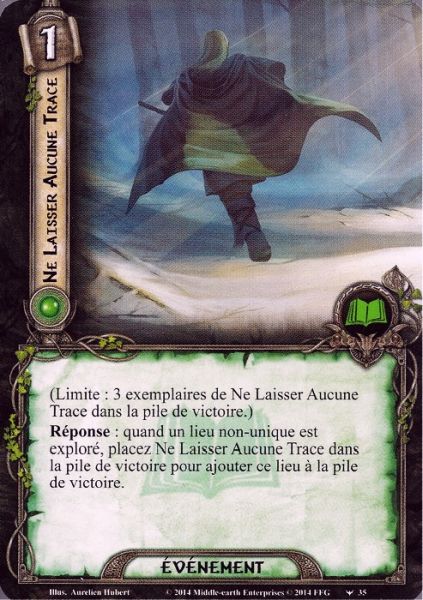 1
Ne Laisser Aucune Trace
(Limite : 3 exemplaires de Ne Laisser Aucune
Trace dans la pile de victoire.)
Réponse : quand un lieu non-unique est
exploré, placez Ne Laisser Aucune Trace dans
la pile de victoire pour ajouter ce lieu à la pile
de victoire.
ÉVÉNEMENT
Illus. Aurelien Hubert © 2014 Middle-earth Enterprises © 2014 FFG 35